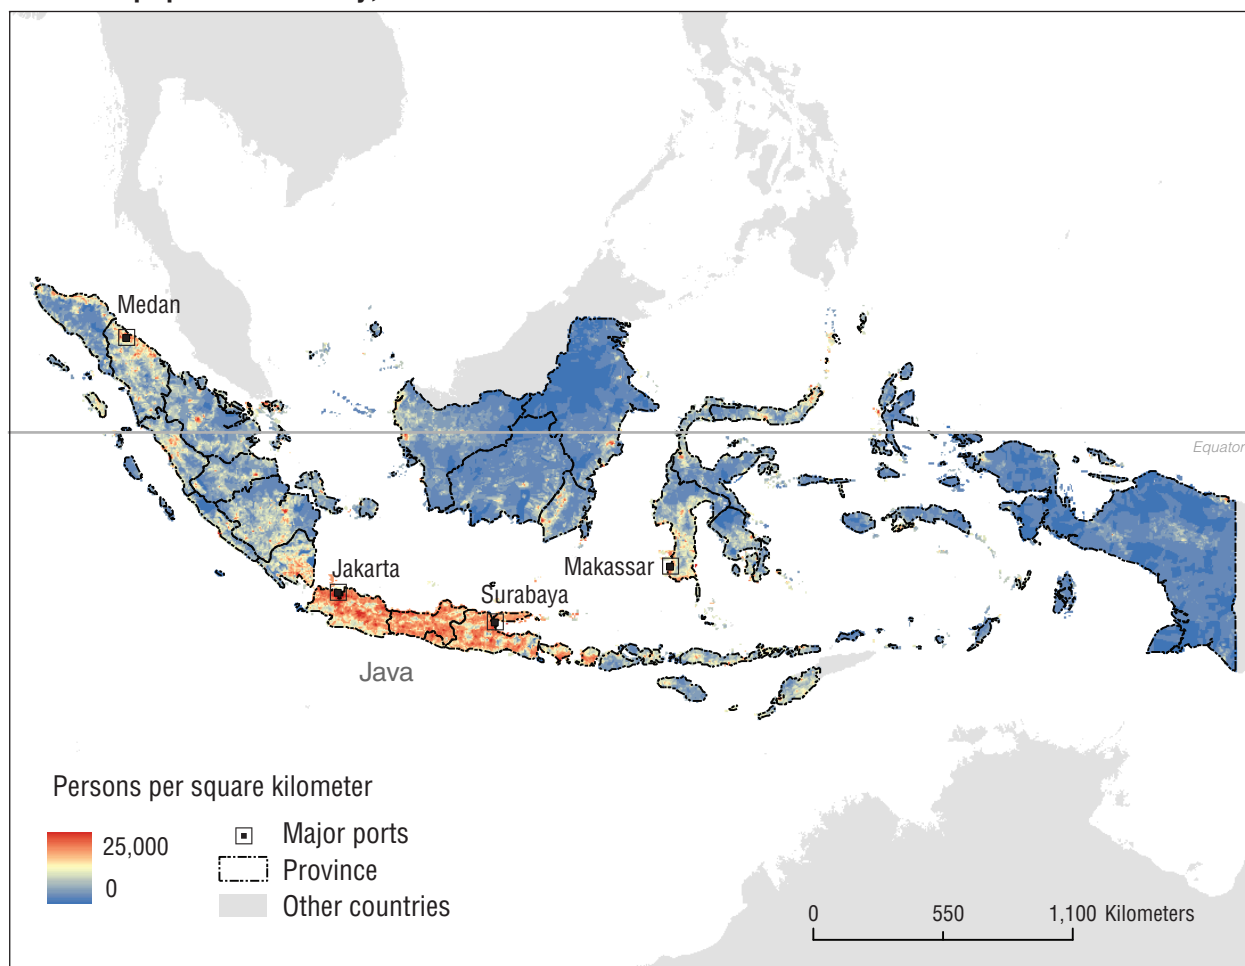 Medan
Equator
Makassar
Jakarta
Surabaya
Java
Persons per square kilometer
25,000
0
Major ports
Province
Other countries
0 550 1,100 Kilometers